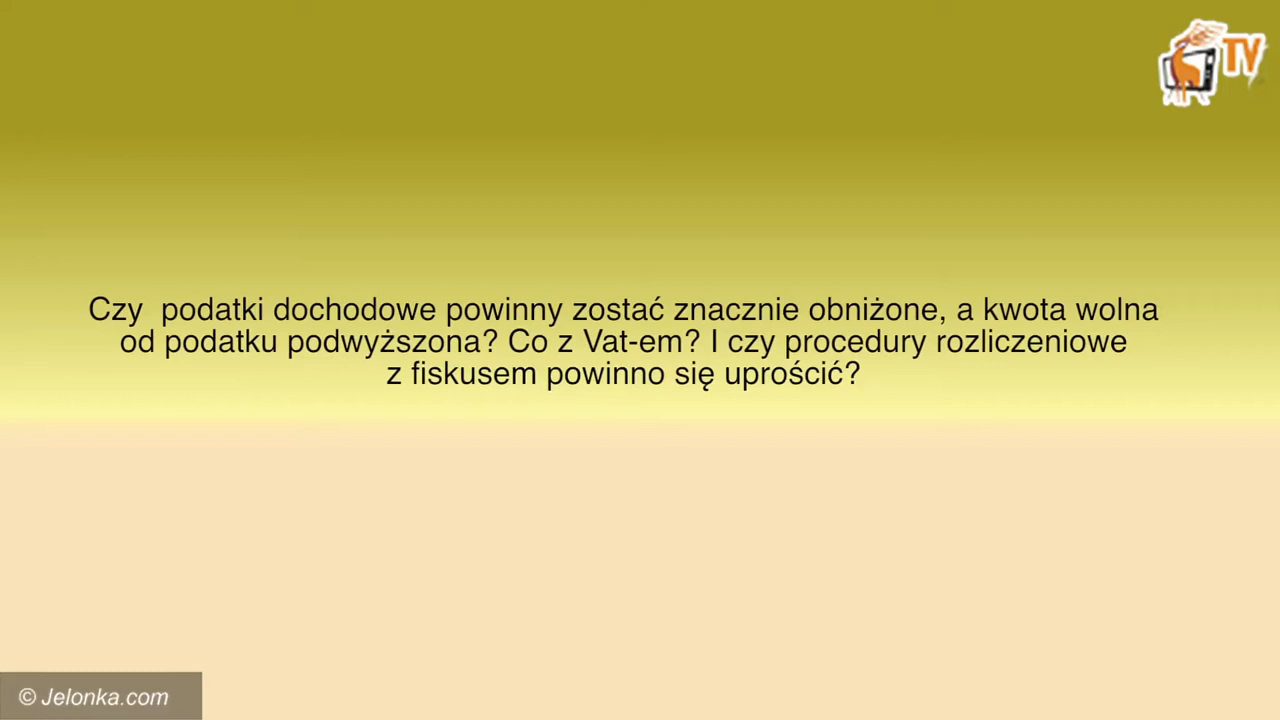 TV
Czy  podatki dochodowe powinny zostać znacznie obniżone, a kwota wolna
od podatku podwyższona? Co z Vat-em? I czy procedury rozliczeniowe
z fiskusem powinno się uprościć?
© Jelonka.com